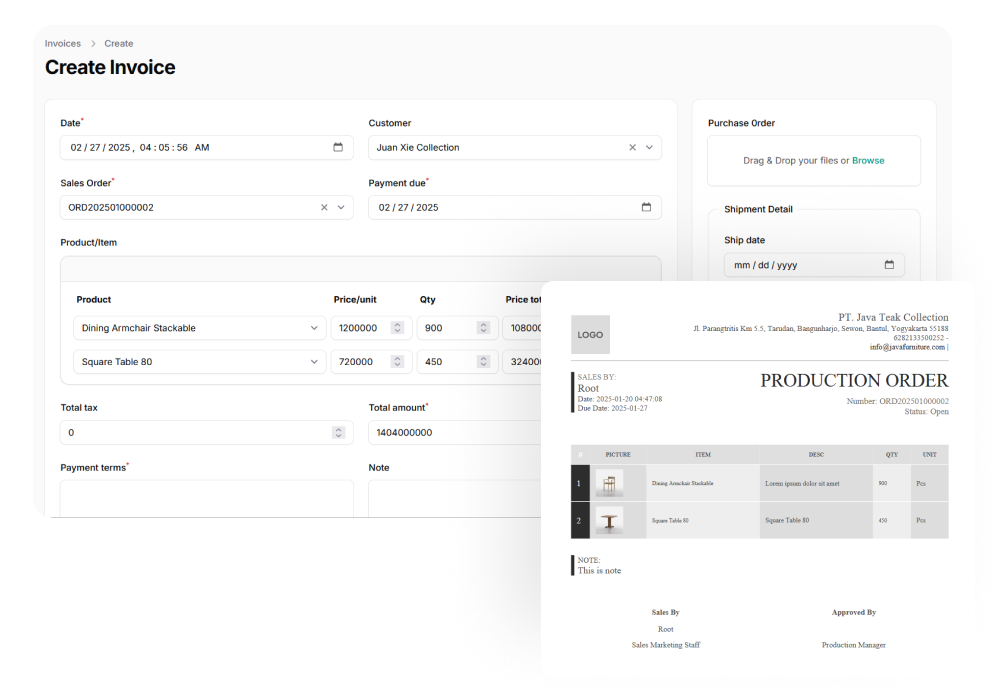 Invoices > Create
Create Invoice
Date*
Customer
Purchase Order
02 / 27 / 2025 , 04 : 05 : 56 AM
Juan Xie Collection
Drag & Drop your files or Browse
Sales Order*
Payment due*
ORD202501000002
02 / 27 / 2025
Shipment Detail
Product/Item
Ship date
mm / dd / yyyy
Product Price/unit Qty Price tot
Dining Armchair Stackable 1200000 900 10800
Square Table 80 720000 450 32400
Total tax
Total amount*
0
1404000000
Payment terms*
Note
LOGO
PT. Java Teak Collection
Jl. Parangtritis Km 5.5, Tarudan, Bangunharjo, Sewon, Bantul, Yogyakarta 55188
6282133500252 -
info@javafurniture.com |
SALES BY:
Root
Date: 2025-01-20 04:47:08
Due Date: 2025-01-27
PRODUCTION ORDER
Number: ORD202501000002
Status: Open
# PICTURE ITEM DESC QTY UNIT
1 Dining Armchair Stackable Lorem ipsum dolor sit amet 900 Pcs
2 Square Table 80 Square Table 80 450 Pcs
NOTE:
This is note
Sales By
Approved By
Root
Sales Marketing Staff
Production Manager